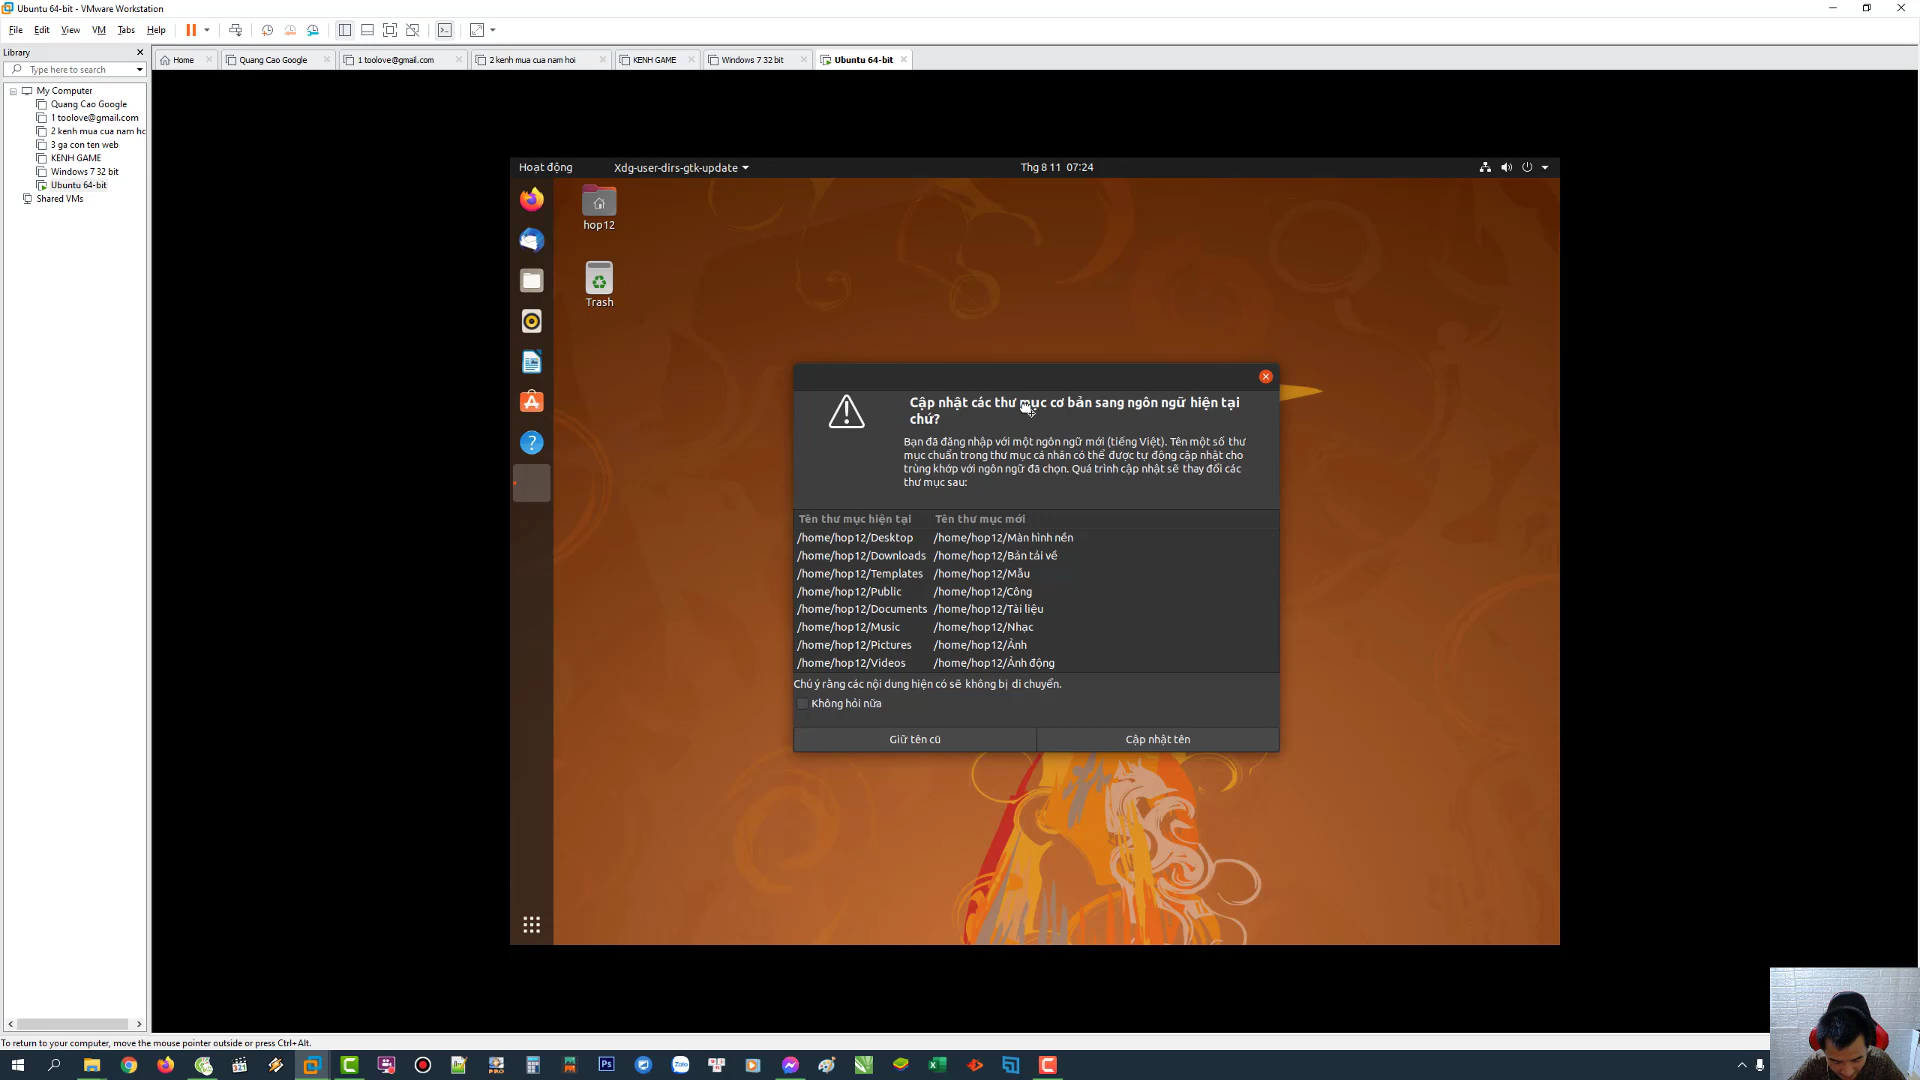 Ubuntu 64-bit - VMware Workstation
File Edit View VM Tabs Help
Library
Type here to search
Home Quang Cao Google 1 toolove@gmail.com 2 kenh mua cua nam hoi KENH GAME Windows 7 32 bit Ubuntu 64-bit
My Computer
Quang Cao Google
1 toolove@gmail.com
2 kenh mua cua nam ho
3 ga con ten web
KENH GAME
Windows 7 32 bit
Ubuntu 64-bit
Shared VMs
Hoạt động Xdg-user-dirs-gtk-update Thg 8 11 07:24
hop12
Trash
Cập nhật các thư mục cơ bản sang ngôn ngữ hiện tại
chứ?
Bạn đã đăng nhập với một ngôn ngữ mới (tiếng Việt). Tên một số thư
mục chuẩn trong thư mục cá nhân có thể được tự động cập nhật cho
trùng khớp với ngôn ngữ đã chọn. Quá trình cập nhật sẽ thay đổi các
thư mục sau:
Tên thư mục hiện tại Tên thư mục mới
/home/hop12/Desktop /home/hop12/Màn hình nền
/home/hop12/Downloads /home/hop12/Bản tải về
/home/hop12/Templates /home/hop12/Mẫu
/home/hop12/Public /home/hop12/Công
/home/hop12/Documents /home/hop12/Tài liệu
/home/hop12/Music /home/hop12/Nhạc
/home/hop12/Pictures /home/hop12/Ảnh
/home/hop12/Videos /home/hop12/Ảnh động
Chú ý rằng các nội dung hiện có sẽ không bị di chuyển.
Không hỏi nữa
Giữ tên cũ Cập nhật tên
To return to your computer, move the mouse pointer outside or press Ctrl+Alt.
Ps
Zalo